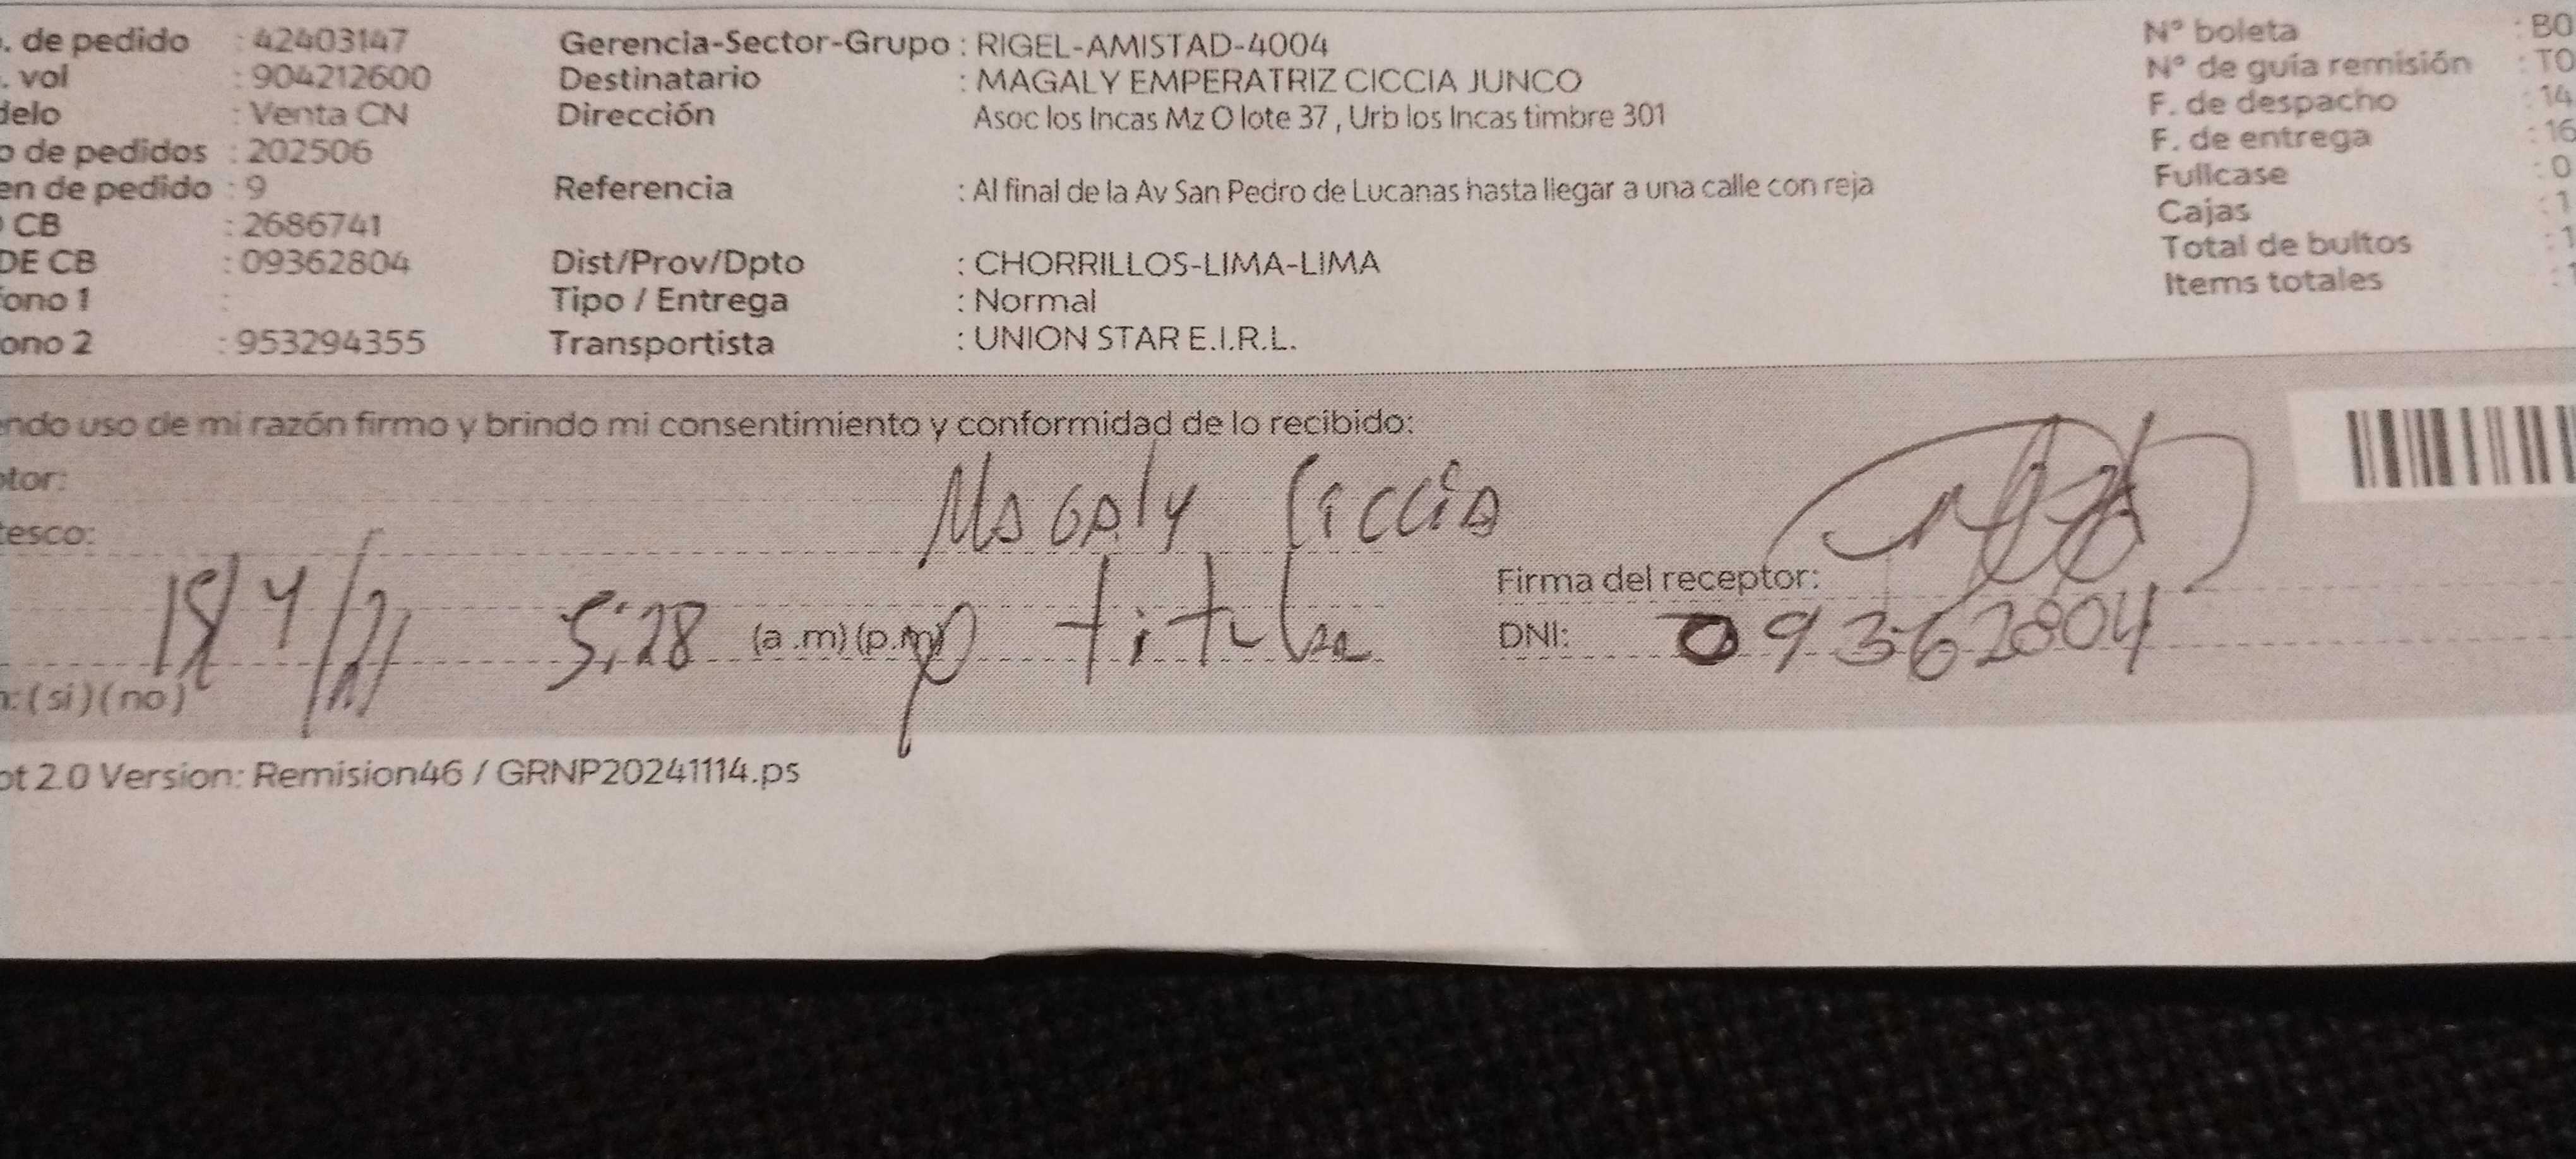 . de pedido : 42403147
. vol : 904212600
delo : Venta CN
o de pedidos : 202506
en de pedido : 9
CB : 2686741
DE CB : 09362804
fono 1 :
ono 2 : 953294355
Gerencia-Sector-Grupo : RIGEL-AMISTAD-4004
Destinatario : MAGALY EMPERATRIZ CICCIA JUNCO
Dirección Asoc los Incas Mz O lote 37 , Urb los Incas timbre 301
Referencia : Al final de la Av San Pedro de Lucanas hasta llegar a una calle con reja
Dist/Prov/Dpto : CHORRILLOS-LIMA-LIMA
Tipo / Entrega : Normal
Transportista : UNION STAR E.I.R.L.
N° boleta : B0
N° de guia remisión : T0
F. de despacho : 14
F. de entrega : 16
Fullcase : 0
Cajas : 1
Total de bultos : 1
Items totales :
endo uso de mi razón firmo y brindo mi consentimiento y conformidad de lo recibido:
ptor:
Magaly Ciccia
tesco:
5:28 (a .m) (p.m) titular
: (si) (no)
Firma del receptor:
DNI: 09362804
ot 2.0 Version: Remision46 / GRNP20241114.ps